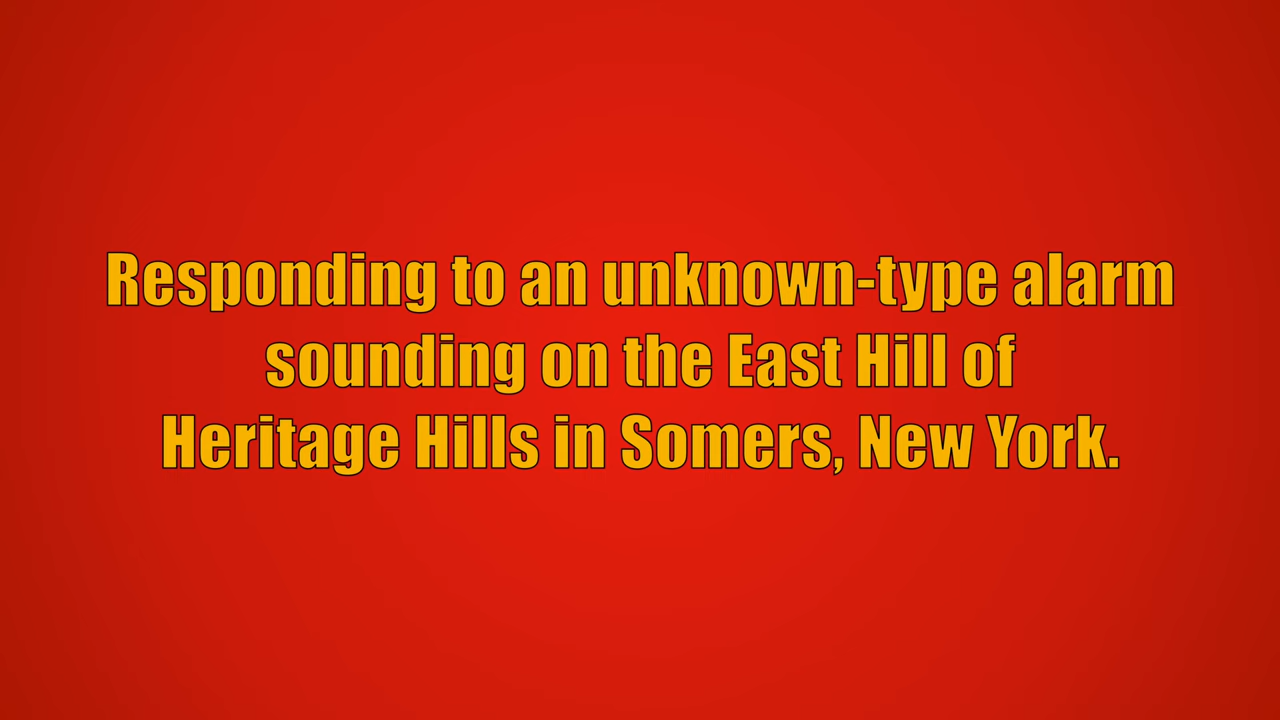 Responding to an unknown-type alarm
sounding on the East Hill of
Heritage Hills in Somers, New York.